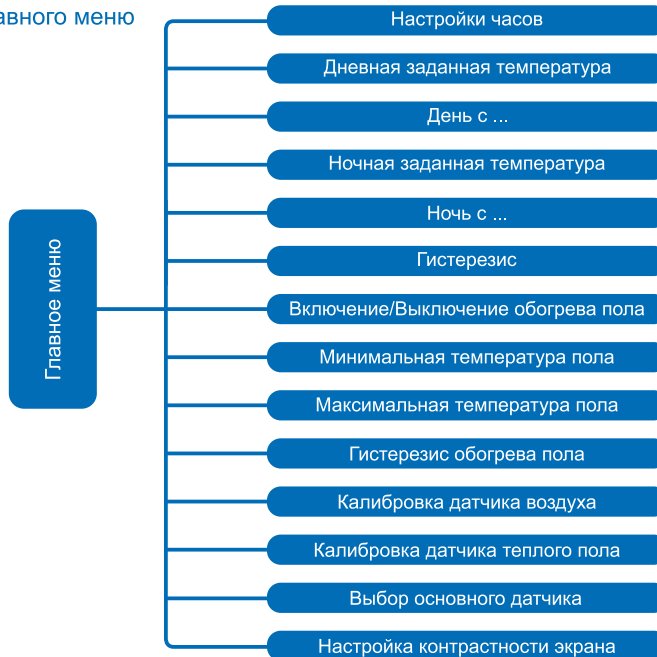 авного меню
Настройки часов
Дневная заданная температура
День с ...
Ночная заданная температура
Ночь с ...
Гистерезис
Главное меню
Включение/Выключение обогрева пола
Минимальная температура пола
Максимальная температура пола
Гистерезис обогрева пола
Калибровка датчика воздуха
Калибровка датчика теплого пола
Выбор основного датчика
Настройка контрастности экрана